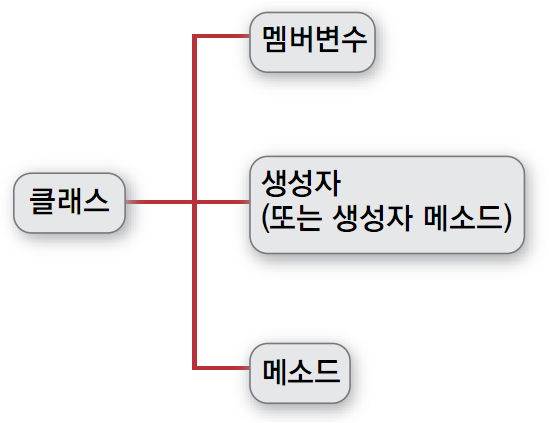 멤버변수
생성자
(또는 생성자 메소드)
클래스
메소드